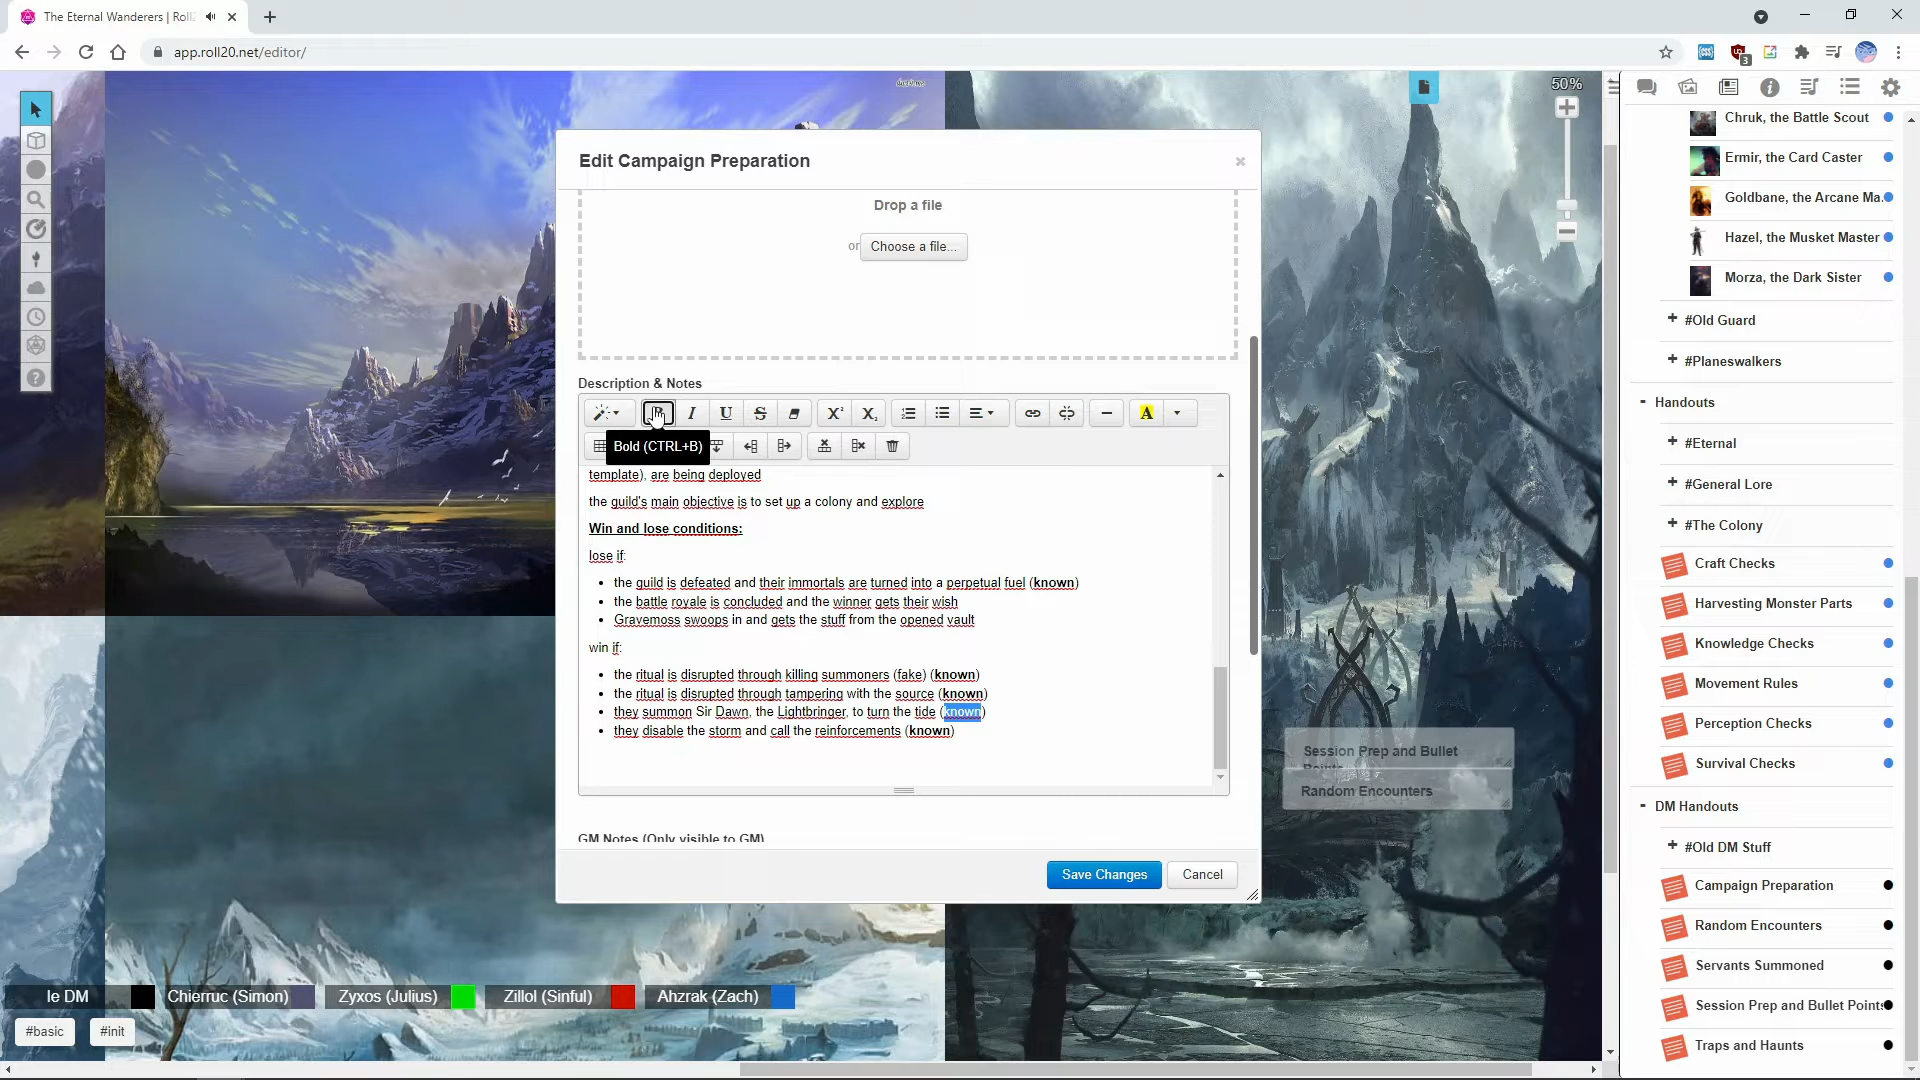 The Eternal Wanderers | Roll
app.roll20.net/editor/
3
50%
Edit Campaign Preparation
Drop a file
or Choose a file...
Description & Notes
Bold (CTRL+B)
template), are being deployed
the guild's main objective is to set up a colony and explore
Win and lose conditions:
lose if:
• the guild is defeated and their immortals are turned into a perpetual fuel (known)
• the battle royale is concluded and the winner gets their wish
• Gravemoss swoops in and gets the stuff from the opened vault
win if:
• the ritual is disrupted through killing summoners (fake) (known)
• the ritual is disrupted through tampering with the source (known)
• they summon Sir Dawn, the Lightbringer, to turn the tide (known)
• they disable the storm and call the reinforcements (known)
GM Notes (Only visible to GM)
Save Changes
Cancel
Session Prep and Bullet
Points
Random Encounters
le DM
Chierruc (Simon)
Zyxos (Julius)
Zillol (Sinful)
Ahzrak (Zach)
#basic
#init
Chruk, the Battle Scout
Ermir, the Card Caster
Goldbane, the Arcane Ma..
Hazel, the Musket Master
Morza, the Dark Sister
+ #Old Guard
+ #Planeswalkers
- Handouts
+ #Eternal
+ #General Lore
+ #The Colony
Craft Checks
Harvesting Monster Parts
Knowledge Checks
Movement Rules
Perception Checks
Survival Checks
- DM Handouts
+ #Old DM Stuff
Campaign Preparation
Random Encounters
Servants Summoned
Session Prep and Bullet Points
Traps and Haunts